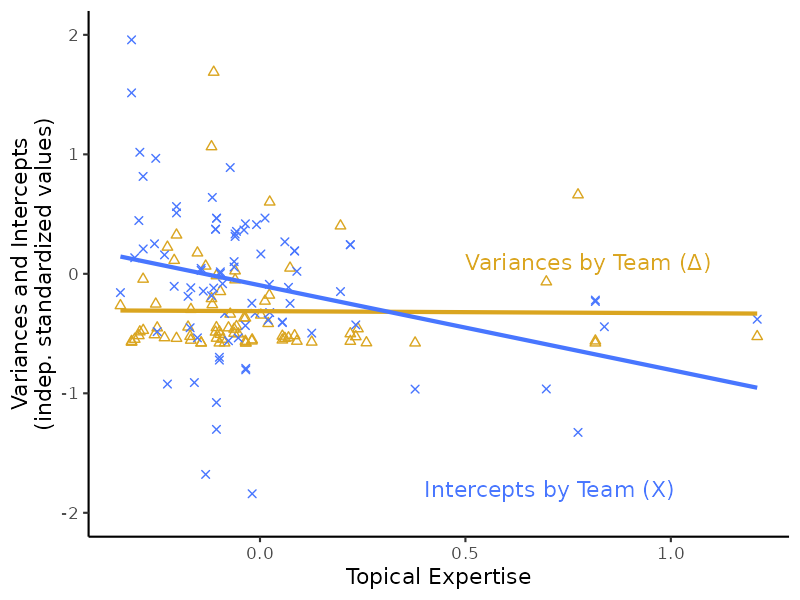 2
1
0
-1
-2
Variances and Intercepts
(indep. standardized values)
Variances by Team (Δ)
Intercepts by Team (X)
0.0
0.5
1.0
Topical Expertise